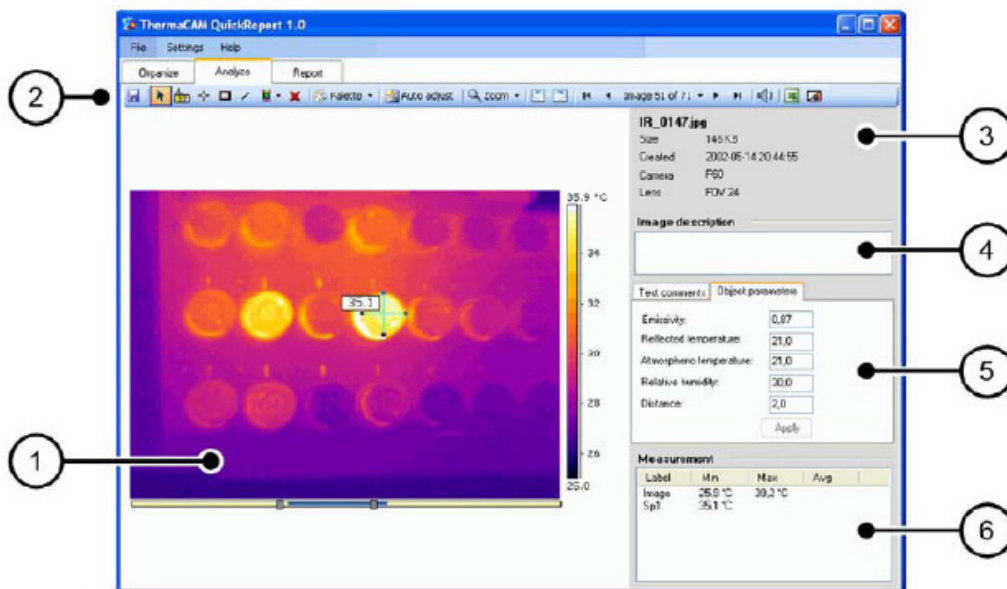 ThermaCAM QuickReport 1.0
File Settings Help
Organize Analyze Report
Palette Auto adjust Zoom Image 51 of 71
2
IR_0147.jpg
3
Size 146 KB
Created 2002-05-14 20:44:55
Camera P60
Lens FOV 24
35.9 °C
Image description
4
34
35.1
32
30
28
26
25.0
Text comments Object parameters
Emissivity: 0,87
Reflected temperature: 21,0
Atmospheric temperature: 21,0
5
Relative humidity: 30,0
Distance: 2,0
Apply
1
Measurement
Label Min Max Avg
Image 25.9 °C 39,2 °C
Sp1 35.1 °C
6